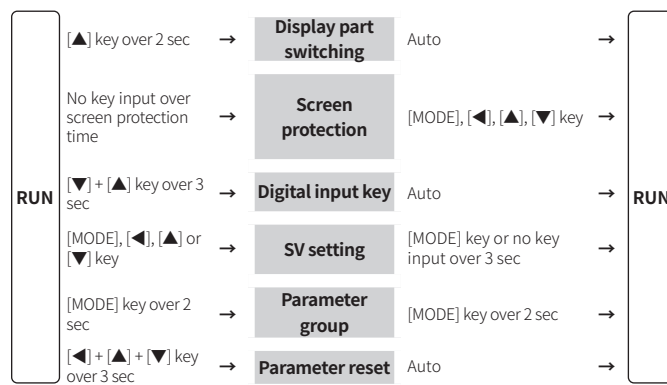 RUN
[▲] key over 2 sec → Display part
switching Auto →
No key input over
screen protection
time → Screen
protection [MODE], [◀], [▲], [▼] key →
[▼] + [▲] key over 3
sec → Digital input key Auto →
[MODE], [◀], [▲] or
[▼] key → SV setting [MODE] key or no key
input over 3 sec →
[MODE] key over 2
sec → Parameter
group [MODE] key over 2 sec →
[◀] + [▲] + [▼] key
over 3 sec → Parameter reset Auto →
RUN